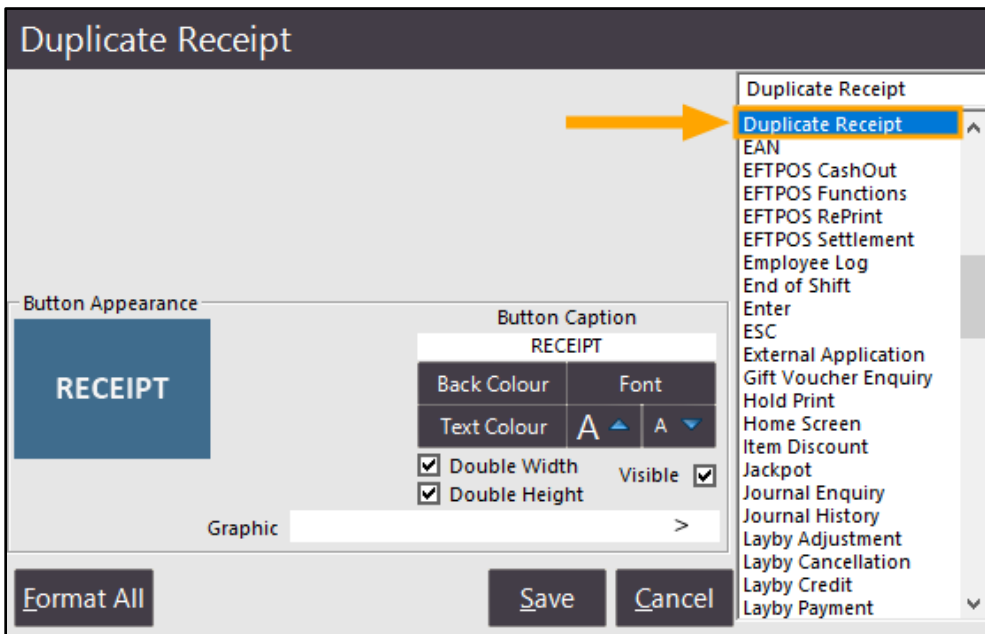 Duplicate Receipt
Duplicate Receipt
Duplicate Receipt
EAN
EFTPOS CashOut
EFTPOS Functions
EFTPOS RePrint
EFTPOS Settlement
Employee Log
End of Shift
Enter
ESC
External Application
Gift Voucher Enquiry
Hold Print
Home Screen
Item Discount
Jackpot
Journal Enquiry
Journal History
Layby Adjustment
Layby Cancellation
Layby Credit
Layby Payment
Button Appearance
RECEIPT
Button Caption
RECEIPT
Back Colour Font
Text Colour A A
Double Width
Visible
Double Height
Graphic >
Format All Save Cancel